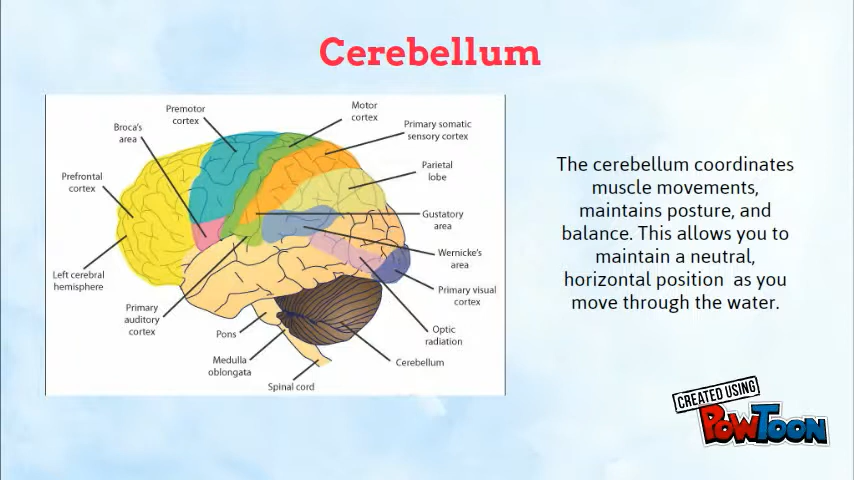 Cerebellum
Premotor
cortex
Motor
cortex
Broca's
area
Primary somatic
sensory cortex
Parietal
lobe
Prefrontal
cortex
Gustatory
area
Wernicke's
area
Left cerebral
hemisphere
Primary visual
cortex
Primary
auditory
cortex
Pons
Optic
radiation
Medulla
oblongata
Cerebellum
Spinal cord
The cerebellum coordinates
muscle movements,
maintains posture, and
balance. This allows you to
maintain a neutral,
horizontal position as you
move through the water.
CREATED USING
POWTOON